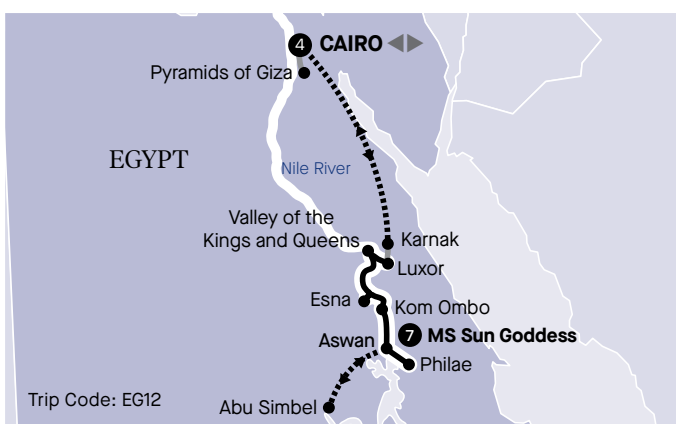 4 CAIRO
Pyramids of Giza
EGYPT
Nile River
Valley of the
Kings and Queens
Karnak
Luxor
Esna
Kom Ombo
7 MS Sun Goddess
Aswan
Philae
Trip Code: EG12
Abu Simbel